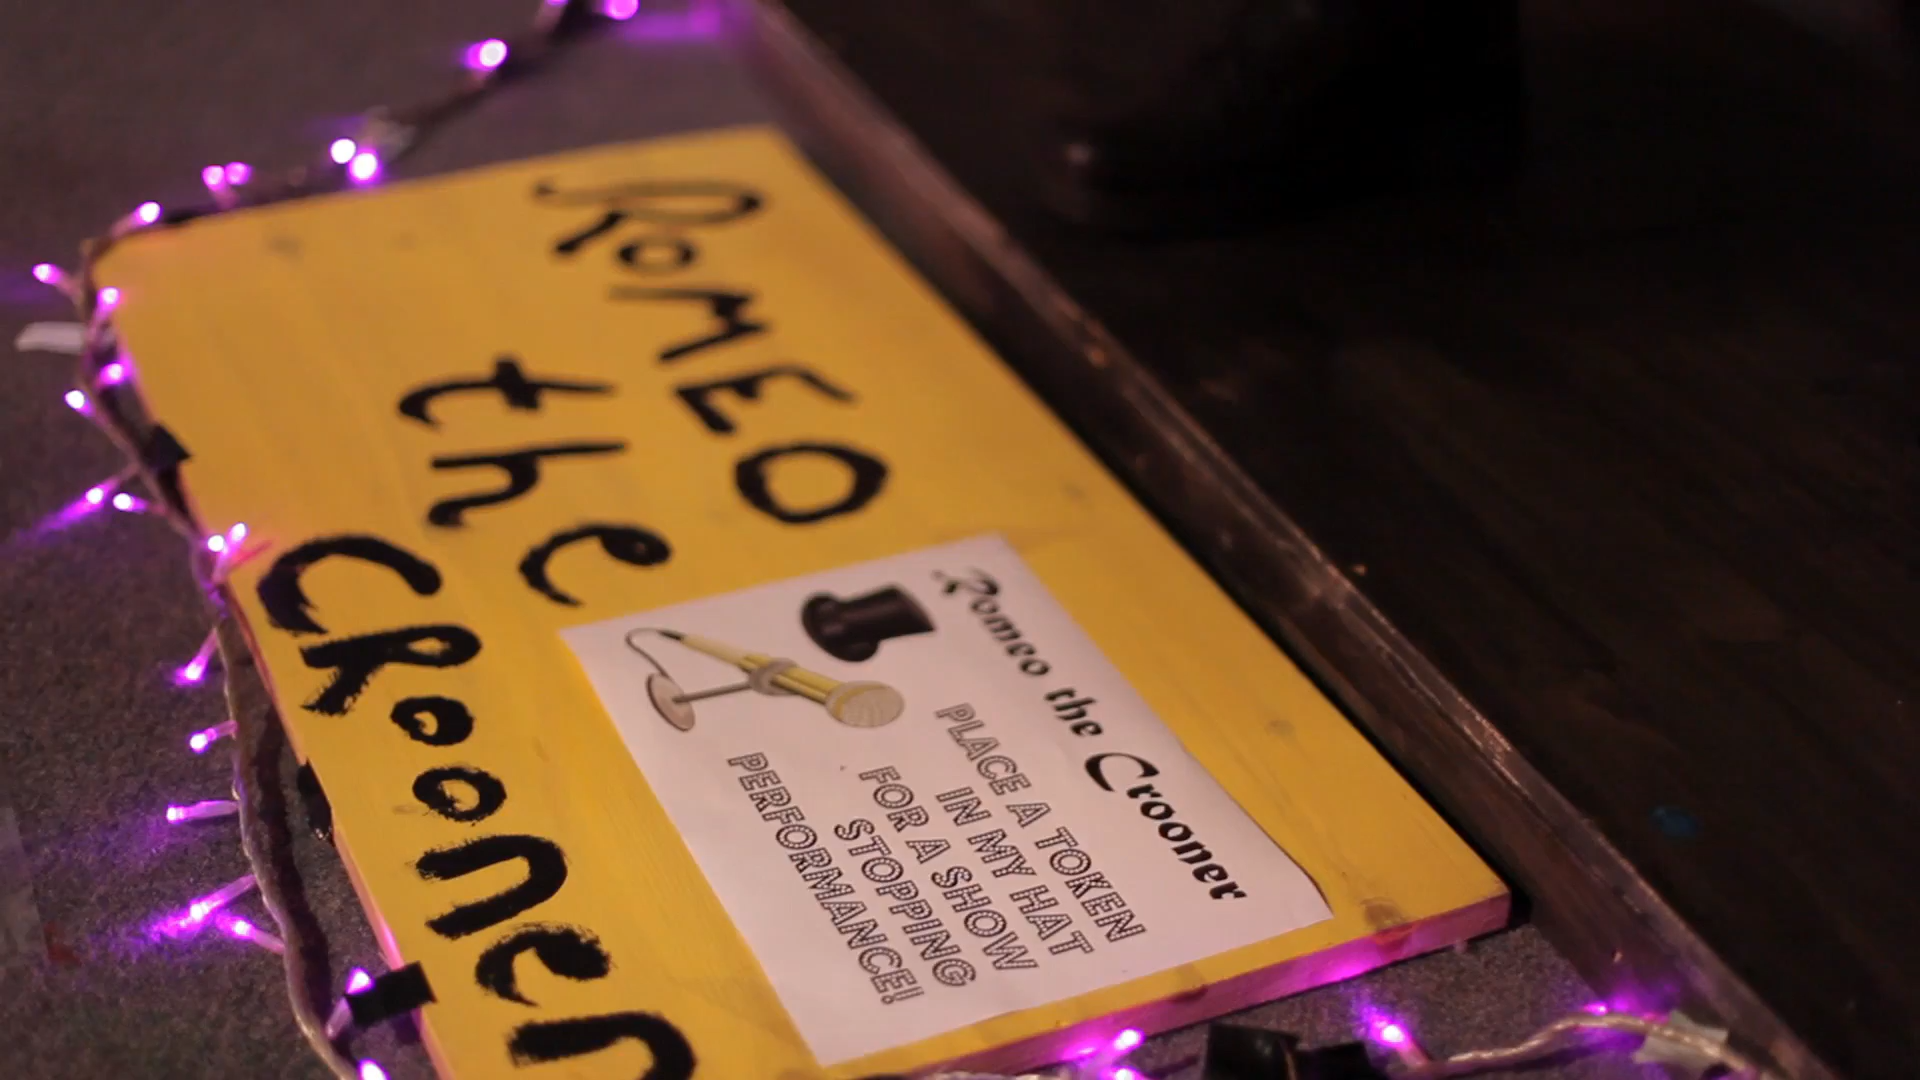 ROMEO
the
CRooner
Romeo the Crooner
PLACE A TOKEN
IN MY HAT
FOR A SHOW
STOPPING
PERFORMANCE!